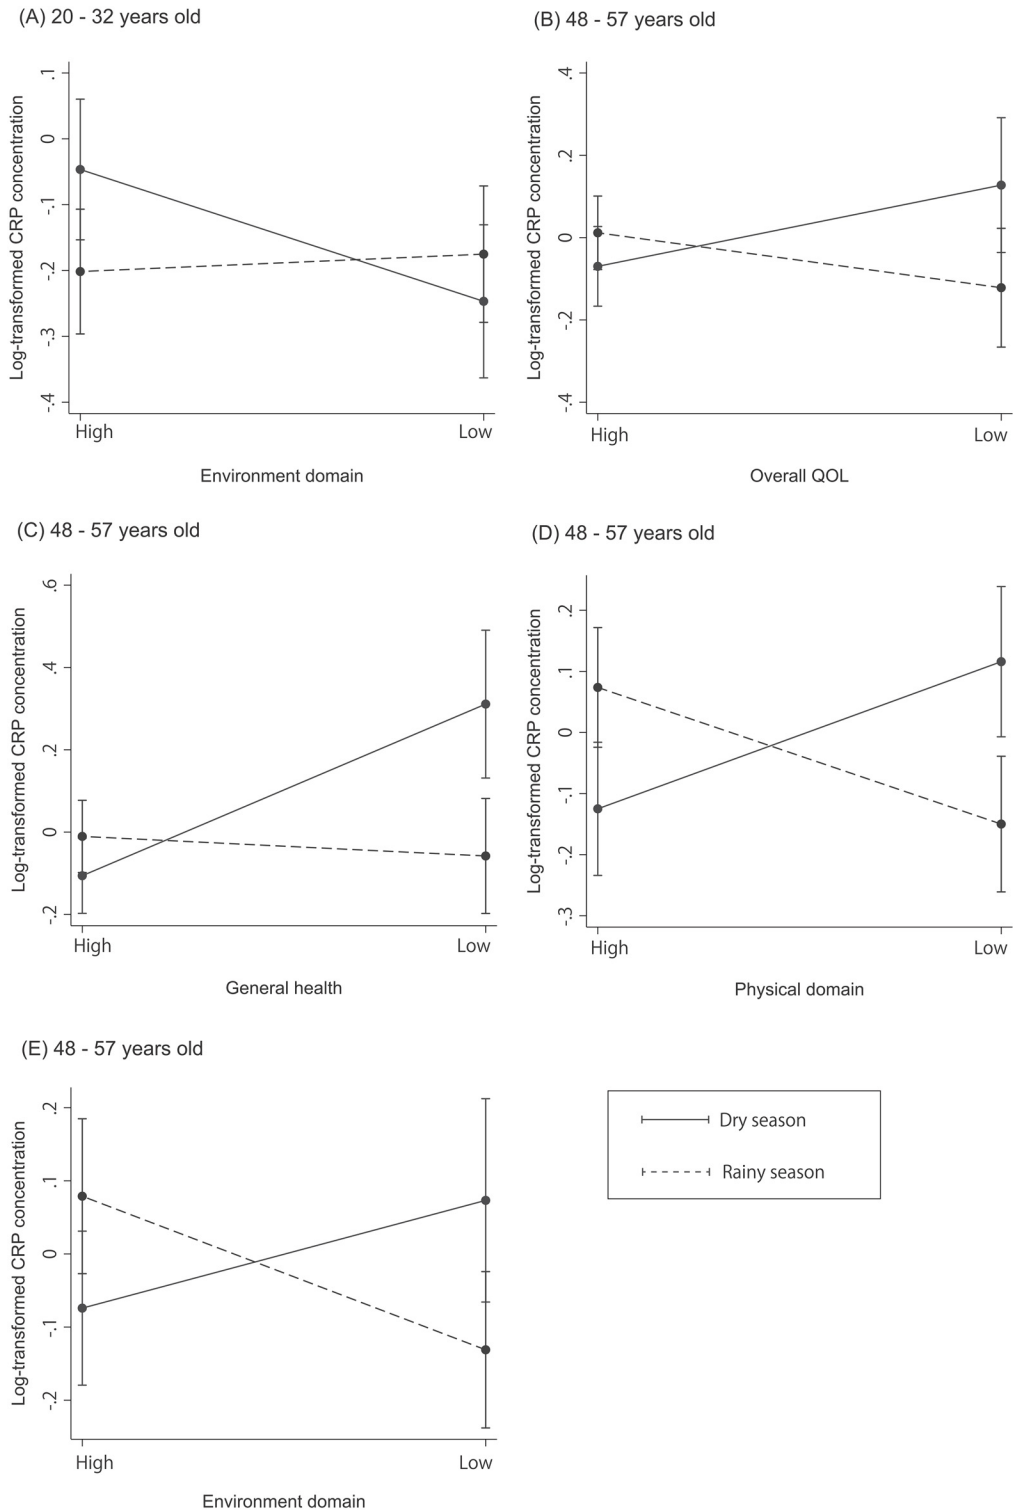 (A) 20 - 32 years old
Log-transformed CRP concentration
.1
0
-.1
-.2
-.3
-.4
High
Low
Environment domain
(B) 48 - 57 years old
Log-transformed CRP concentration
.4
.2
0
-.2
-.4
High
Low
Overall QOL
(C) 48 - 57 years old
Log-transformed CRP concentration
.6
.4
.2
0
-.2
High
Low
General health
(D) 48 - 57 years old
Log-transformed CRP concentration
.2
.1
0
-.1
-.2
-.3
High
Low
Physical domain
(E) 48 - 57 years old
Log-transformed CRP concentration
.2
.1
0
-.1
-.2
High
Low
Environment domain
Dry season
Rainy season